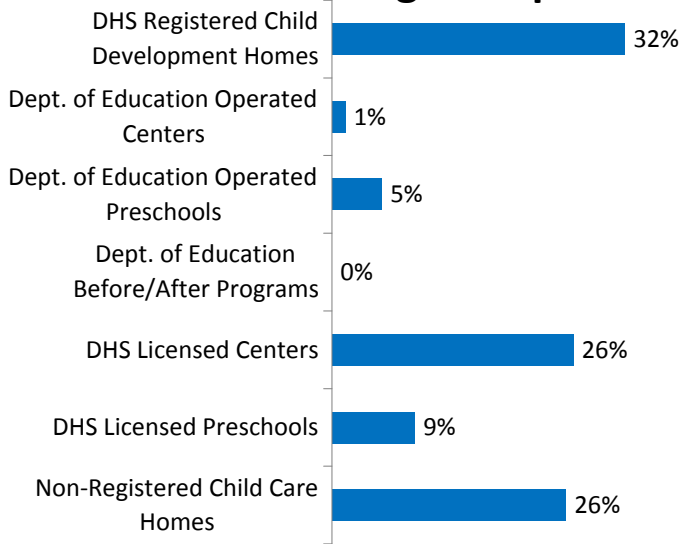 DHS Registered Child
Development Homes
32%
Dept. of Education Operated
Centers
1%
Dept. of Education Operated
Preschools
5%
Dept. of Education
Before/After Programs
0%
DHS Licensed Centers
26%
DHS Licensed Preschools
9%
Non-Registered Child Care
Homes
26%